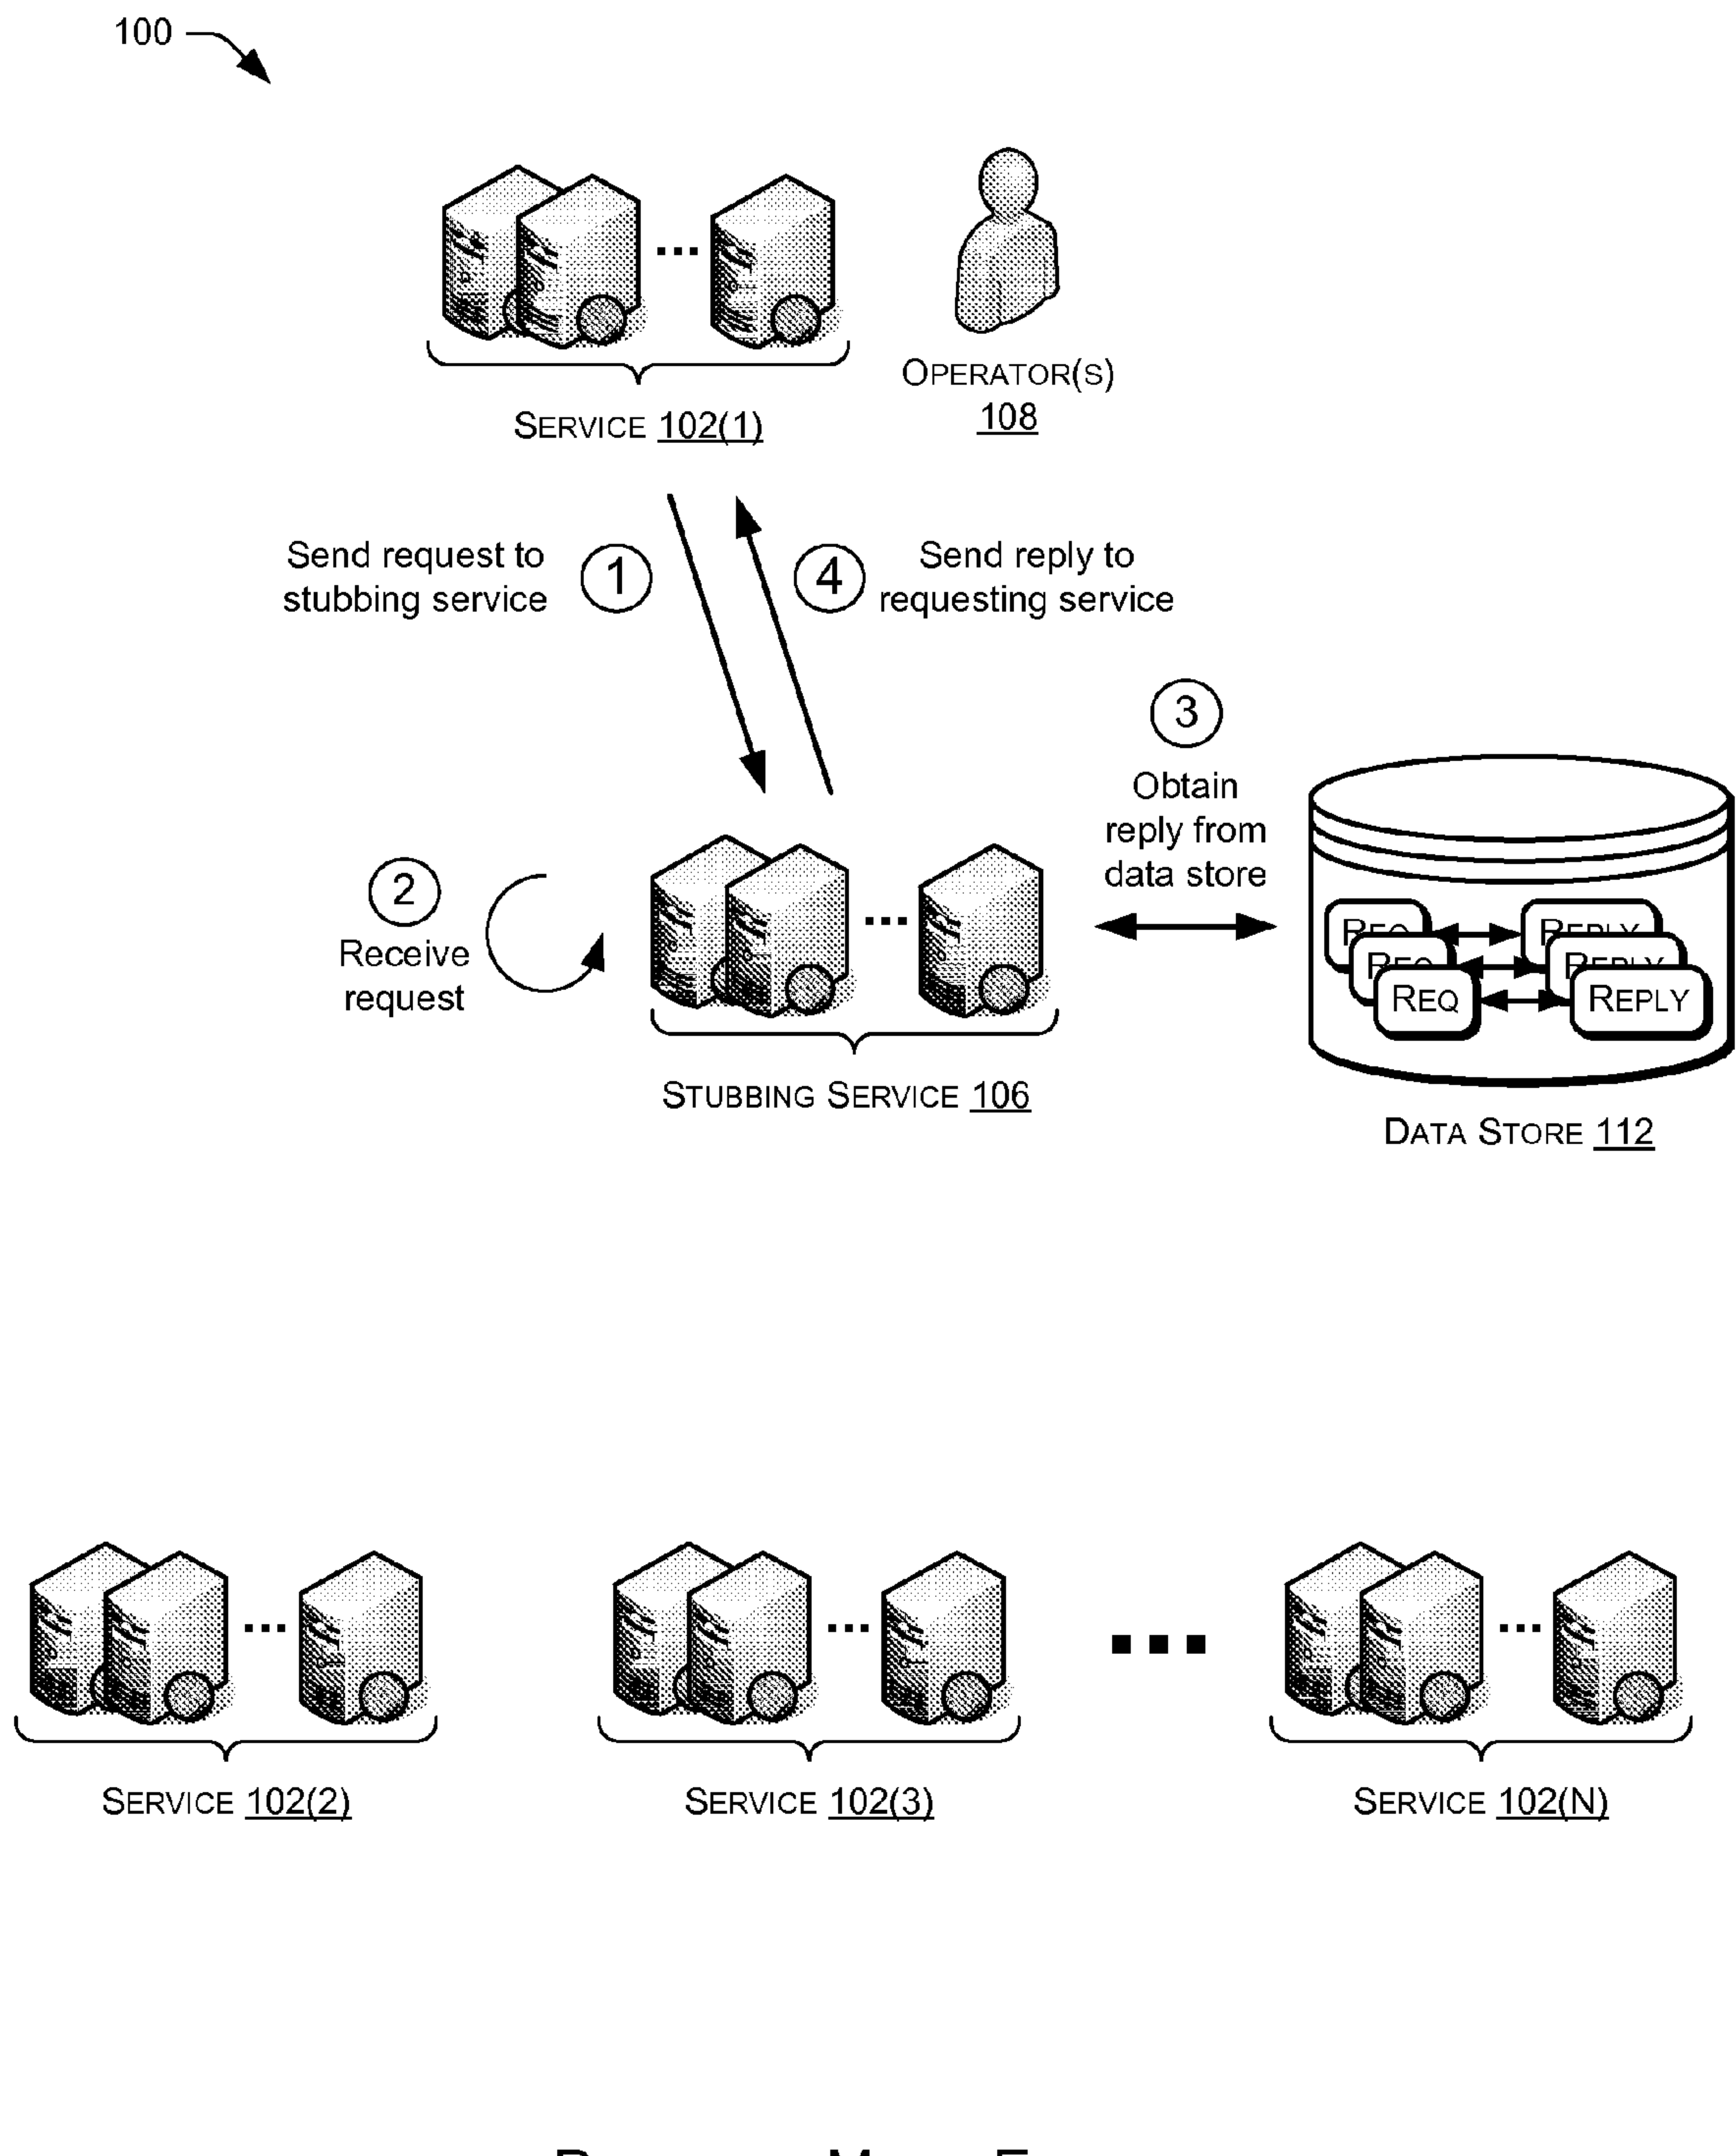 100
OPERATOR(S)
108
SERVICE 102(1)
Send request to
stubbing service
1
4
Send reply to
requesting service
3
Obtain
reply from
data store
2
Receive
request
REQ
REPLY
REQ
REPLY
REQ
REPLY
STUBBING SERVICE 106
DATA STORE 112
SERVICE 102(2)
SERVICE 102(3)
SERVICE 102(N)